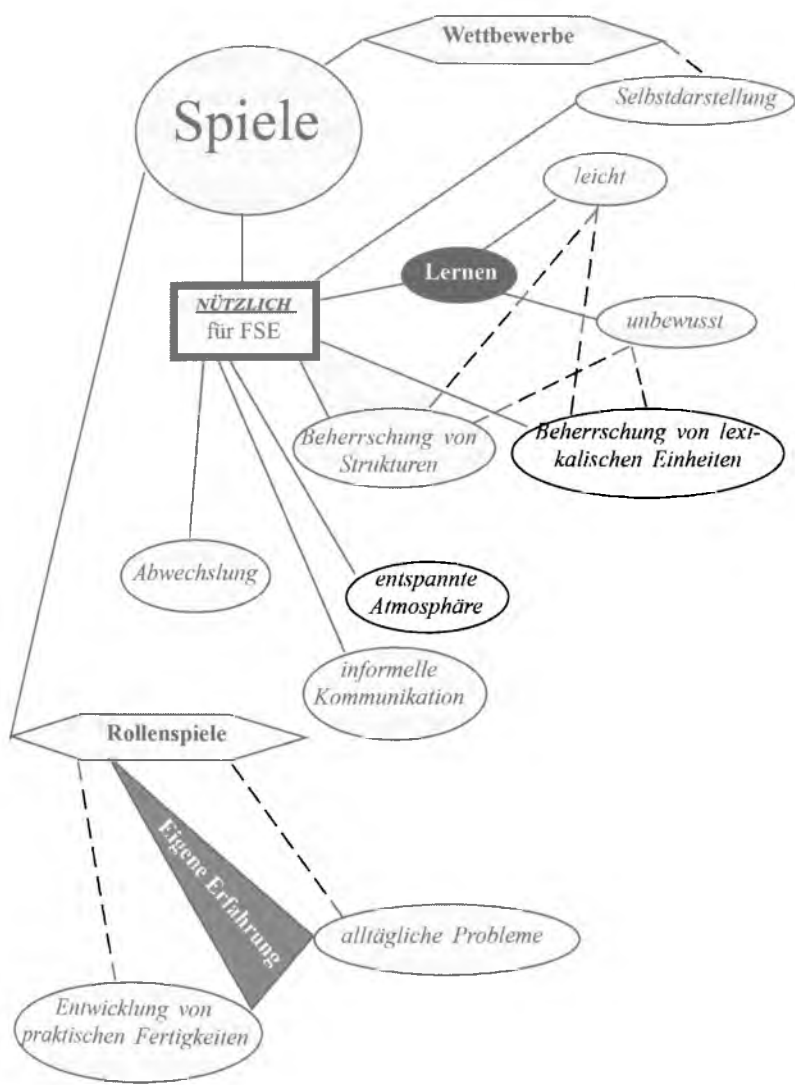 Wettbewerbe
Selbstdarstellung
Spiele
leicht
Lernen
NÜTZLICH
für FSE
unbewusst
Beherrschung von
Strukturen
Beherrschung von lexi-
kalischen Einheiten
Abwechslung
entspannte
Atmosphäre
informelle
Kommunikation
Rollenspiele
Eigene Erfahrung
alltägliche Probleme
Entwicklung von
praktischen Fertigkeiten